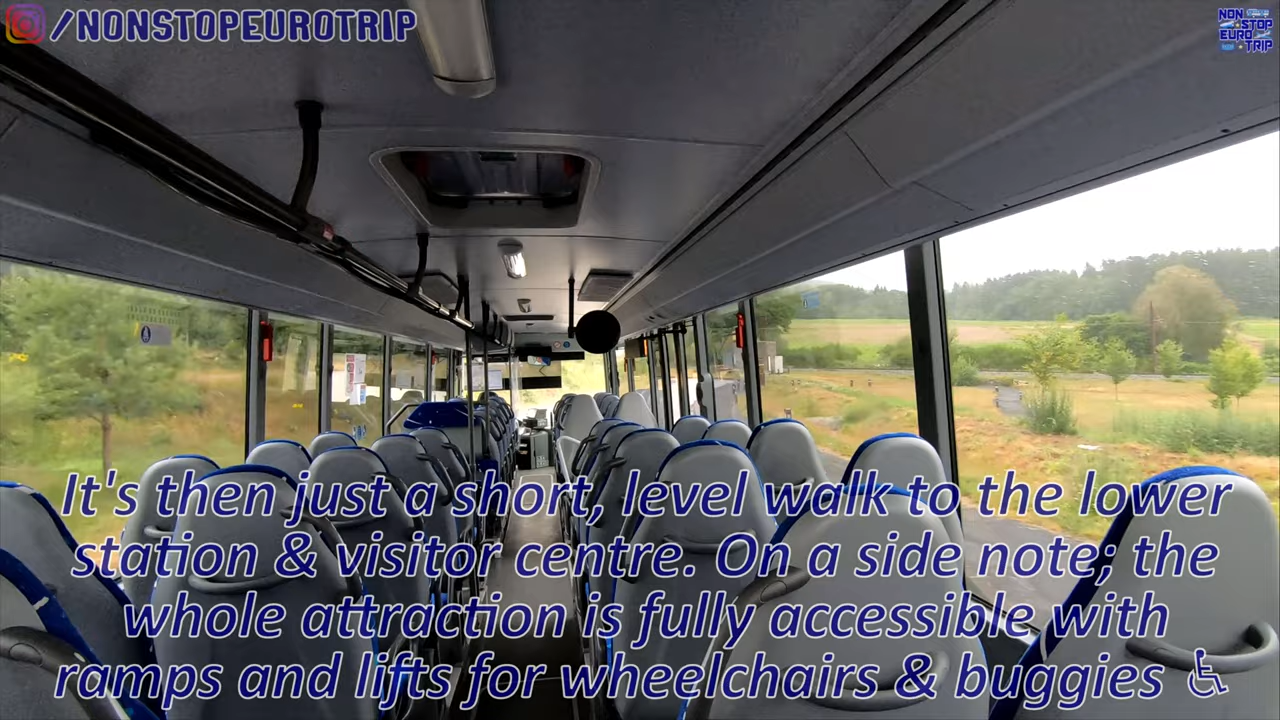 /NONSTOPEUROTRIP
NON
STOP
EURO
TRIP
It's then just a short, level walk to the lower
station & visitor centre. On a side note; the
whole attraction is fully accessible with
ramps and lifts for wheelchairs & buggies ♿